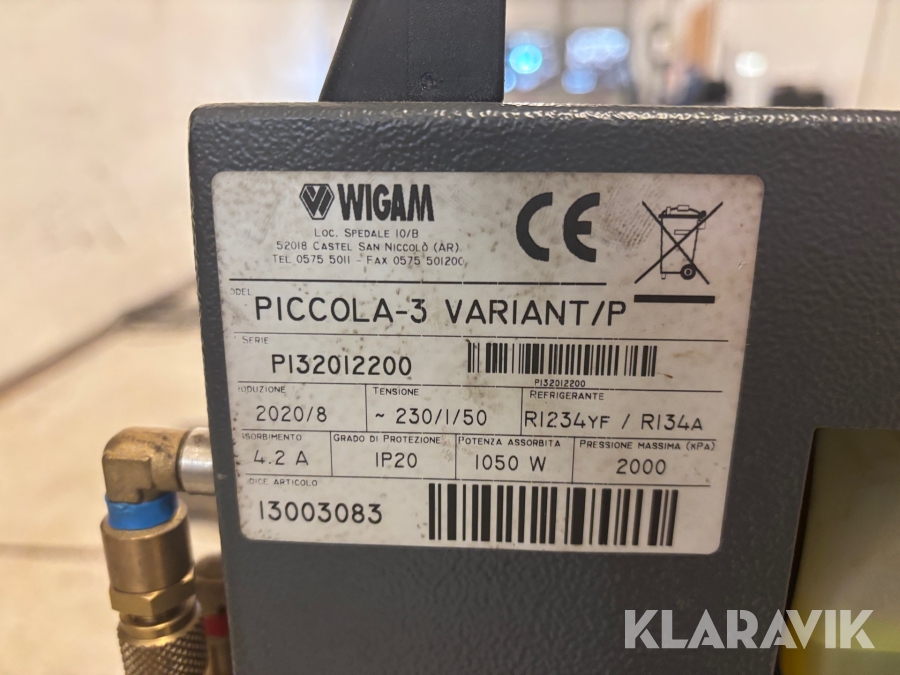 WIGAM
LOC. SPEDALE 10/B
52018 CASTEL SAN NICCOLÒ (AR)
TEL 0575 5011 - FAX 0575 501200
CE
ODEL
PICCOLA-3 VARIANT/P
SERIE
PI32012200
PI32012200
ODUZIONE
2020/8
TENSIONE
~ 230/1/50
REFRIGERANTE
R1234YF / R134A
SORBIMENTO
4.2 A
GRADO DI PROTEZIONE
IP20
POTENZA ASSORBITA
1050 W
PRESSIONE MASSIMA (KPA)
2000
DICE ARTICOLO
13003083
KLARAVIK